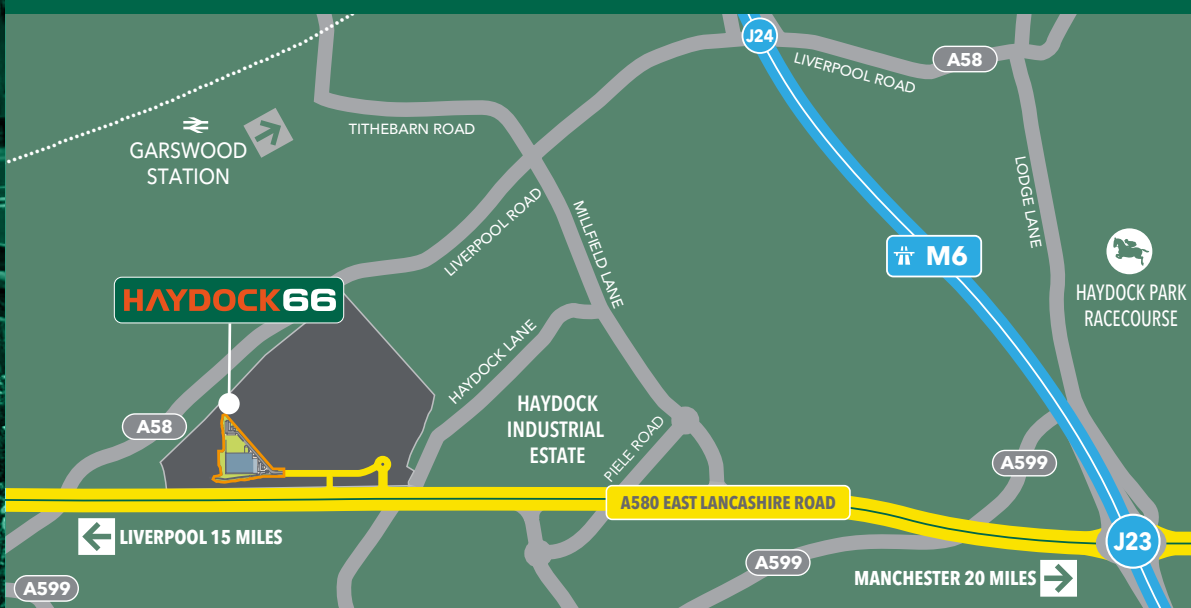 J24
LIVERPOOL ROAD
A58
TITHEBARN ROAD
GARSWOOD
STATION
LODGE LANE
MILLFIELD LANE
LIVERPOOL ROAD
M6
HAYDOCK PARK
RACECOURSE
HAYDOCK66
HAYDOCK LANE
HAYDOCK
INDUSTRIAL
ESTATE
A58
PIELE ROAD
A599
A580 EAST LANCASHIRE ROAD
LIVERPOOL 15 MILES
J23
A599
MANCHESTER 20 MILES
A599